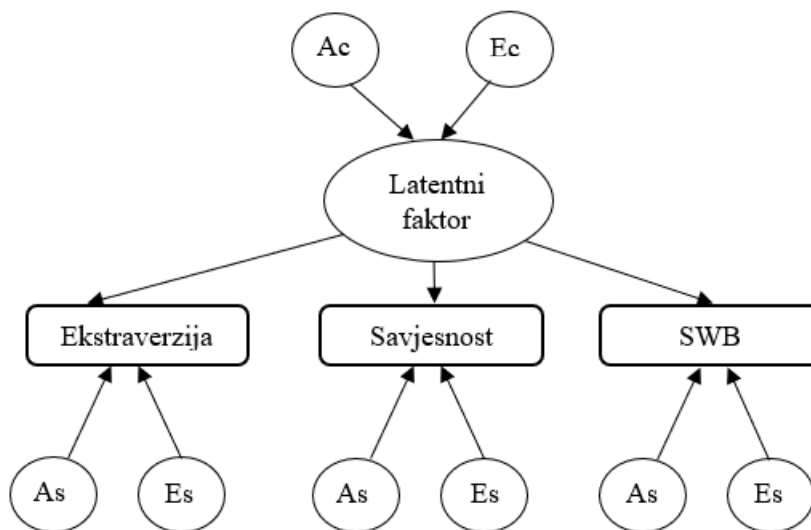 Ac
Ec
Latentni
faktor
Ekstraverzija
Savjesnost
SWB
As
Es
As
Es
As
Es